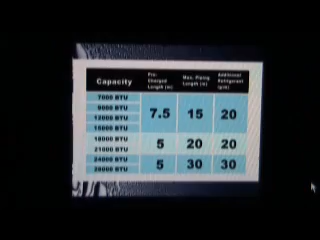 Capacity
Pre-
Charged
Length (m)
Max. Piping
Length (m)
Additional
Refrigerant
(g/m)
7000 BTU
9000 BTU
12000 BTU
15000 BTU
7.5
15
20
18000 BTU
21000 BTU
5
20
20
24000 BTU
28000 BTU
5
30
30